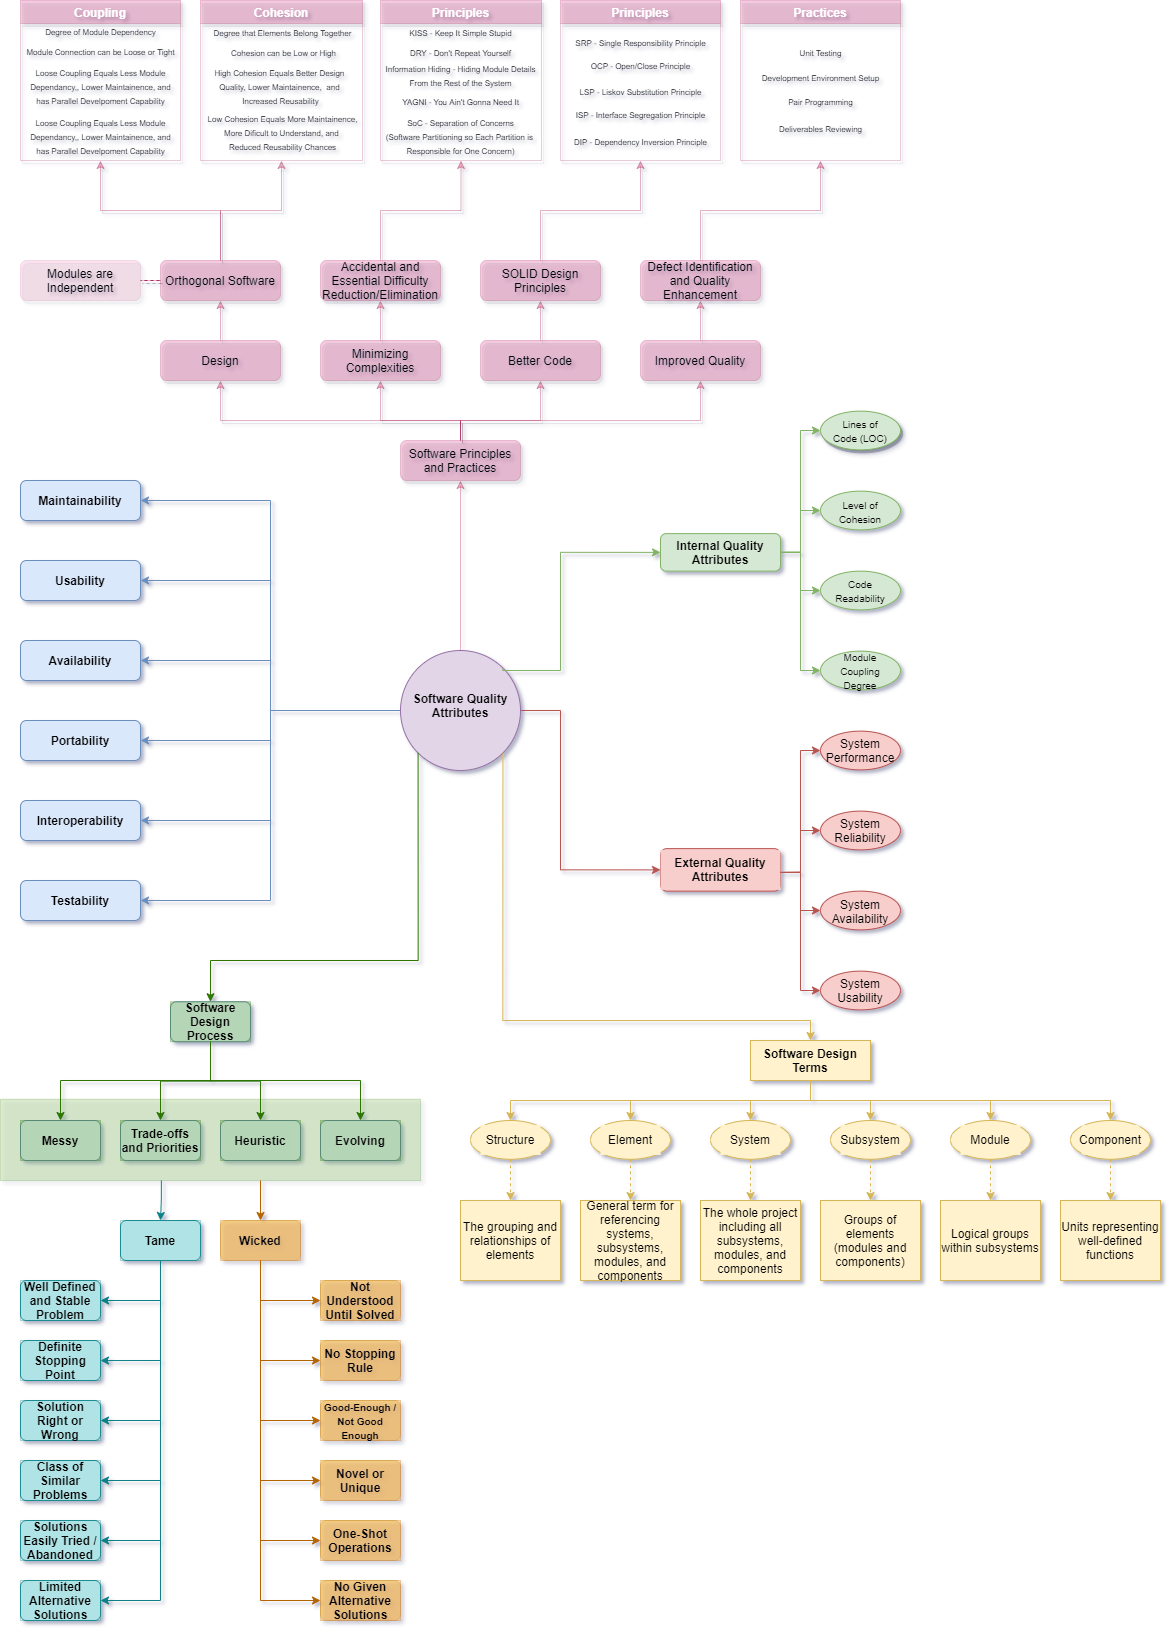 Coupling
Degree of Module Dependency
Module Connection can be Loose or Tight
Loose Coupling Equals Less Module
Dependancy,, Lower Maintainence, and
has Parallel Develpoment Capability
Loose Coupling Equals Less Module
Dependancy,, Lower Maintainence, and
has Parallel Develpoment Capability
Cohesion
Degree that Elements Belong Together
Cohesion can be Low or High
High Cohesion Equals Better Design
Quality, Lower Maintainence, and
Increased Reusability
Low Cohesion Equals More Maintainence,
More Dificult to Understand, and
Reduced Reusability Chances
Principles
KISS - Keep It Simple Stupid
DRY - Don't Repeat Yourself
Information Hiding - Hiding Module Details
From the Rest of the System
YAGNI - You Ain't Gonna Need It
SoC - Separation of Concerns
(Software Partitioning so Each Partition is
Responsible for One Concern)
Principles
SRP - Single Responsibility Principle
OCP - Open/Close Principle
LSP - Liskov Substitution Principle
ISP - Interface Segregation Principle
DIP - Dependency Inversion Principle
Practices
Unit Testing
Development Environment Setup
Pair Programming
Deliverables Reviewing
Modules are
Independent
Orthogonal Software
Accidental and
Essential Difficulty
Reduction/Elimination
SOLID Design
Principles
Defect Identification
and Quality
Enhancement
Design
Minimizing
Complexities
Better Code
Improved Quality
Software Principles
and Practices
Maintainability
Usability
Availability
Portability
Interoperability
Testability
Software Quality
Attributes
Internal Quality
Attributes
Lines of
Code (LOC)
Level of
Cohesion
Code
Readability
Module
Coupling
Degree
External Quality
Attributes
System
Performance
System
Reliability
System
Availability
System
Usability
Software
Design
Process
Messy
Trade-offs
and Priorities
Heuristic
Evolving
Tame
Wicked
Well Defined
and Stable
Problem
Definite
Stopping
Point
Solution
Right or
Wrong
Class of
Similar
Problems
Solutions
Easily Tried /
Abandoned
Limited
Alternative
Solutions
Not
Understood
Until Solved
No Stopping
Rule
Good-Enough /
Not Good
Enough
Novel or
Unique
One-Shot
Operations
No Given
Alternative
Solutions
Software Design
Terms
Structure
Element
System
Subsystem
Module
Component
The grouping and
relationships of
elements
General term for
referencing
systems,
subsystems,
modules, and
components
The whole project
including all
subsystems,
modules, and
components
Groups of
elements
(modules and
components)
Logical groups
within subsystems
Units representing
well-defined
functions